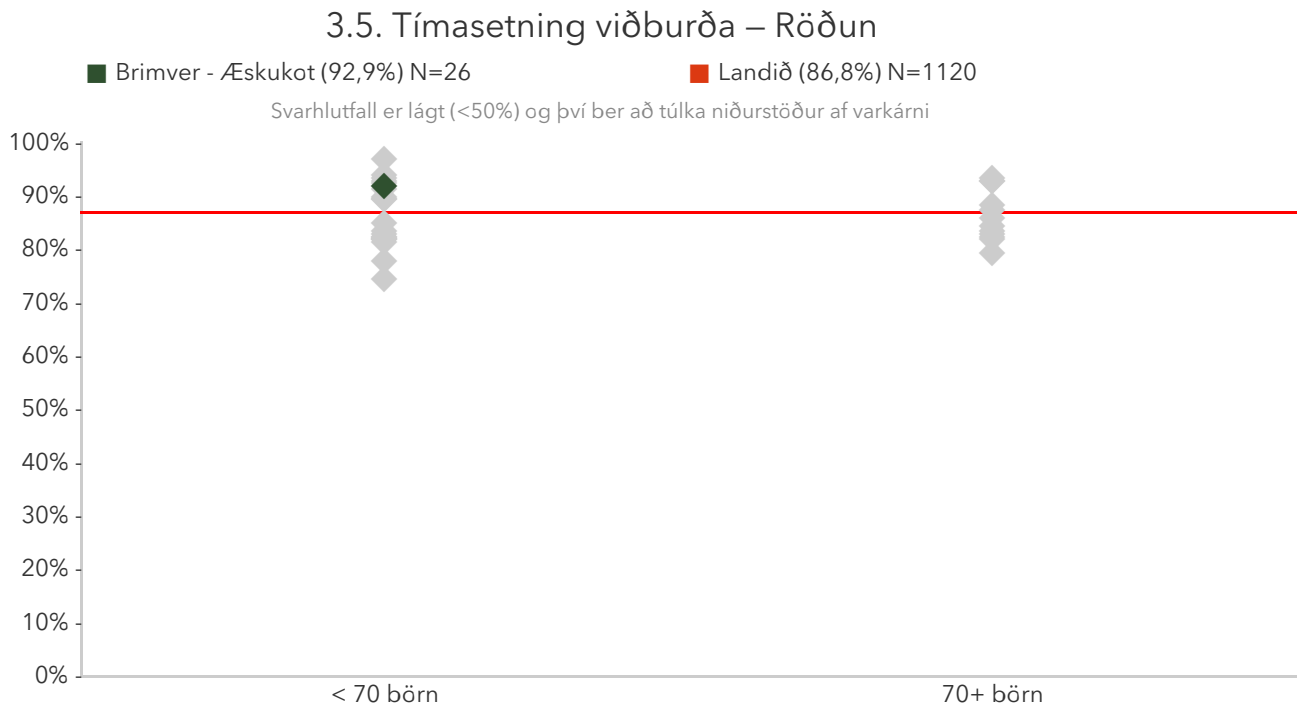 3.5. Tímasetning viðburða – Röðun
Brimver - Æskukot (92,9%) N=26
Landið (86,8%) N=1120
Svarhlutfall er lágt (<50%) og því ber að túlka niðurstöður af varkárni
100%
90%
80%
70%
60%
50%
40%
30%
20%
10%
0%
< 70 börn
70+ börn